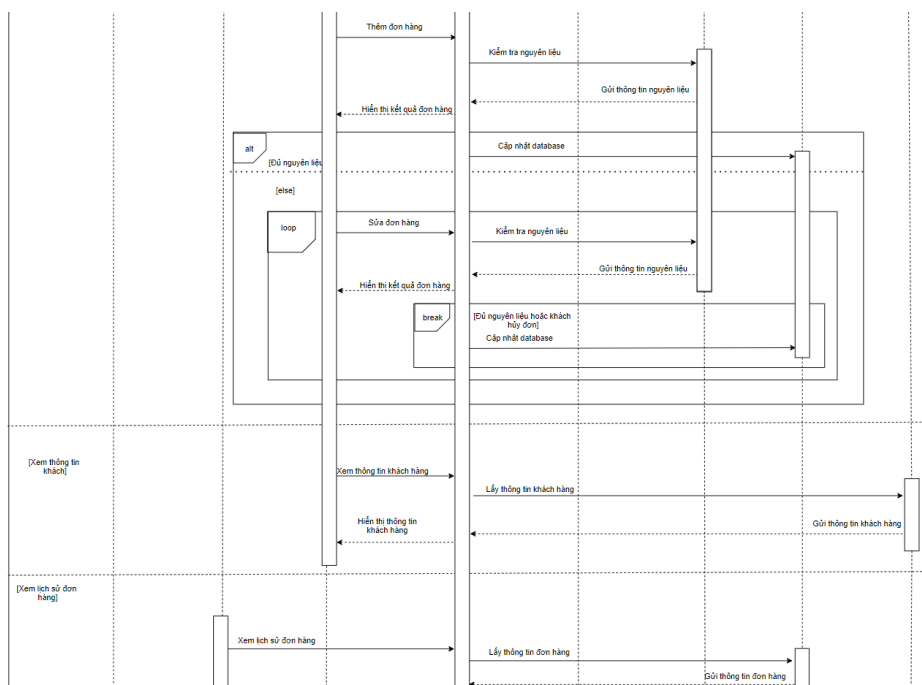 Thêm đơn hàng
Kiểm tra nguyên liệu
Gửi thông tin nguyên liệu
Hiển thị kết quả đơn hàng
alt
Cập nhật database
[Đủ nguyên liệu
[else]
loop
Sửa đơn hàng
Kiểm tra nguyên liệu
Gửi thông tin nguyên liệu
Hiển thị kết quả đơn hàng
break
[Đủ nguyên liệu hoặc khách
hủy đơn]
Cập nhật database
[Xem thông tin
khách]
Xem thông tin khách hàng
Lấy thông tin khách hàng
Hiển thị thông tin
khách hàng
Gửi thông tin khách hàng
[Xem lịch sử đơn
hàng]
Xem lịch sử đơn hàng
Lấy thông tin đơn hàng
Gửi thông tin đơn hàng